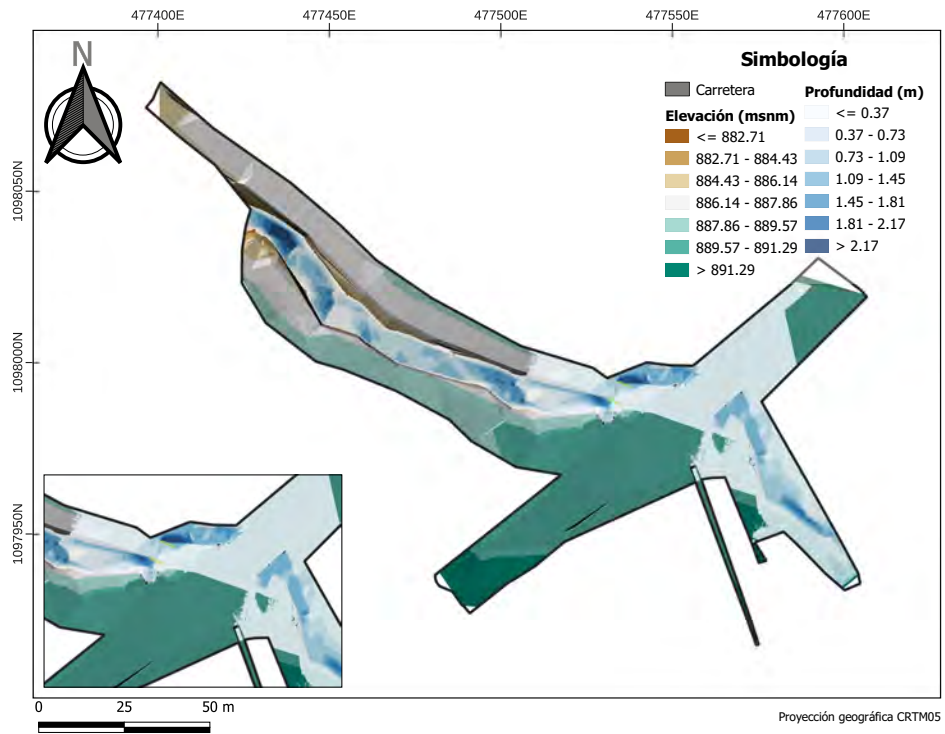 477400E 477450E 477500E 477550E 477600E
N
Simbología
Carretera
Elevación (msnm)
<= 882.71
882.71 - 884.43
884.43 - 886.14
886.14 - 887.86
887.86 - 889.57
889.57 - 891.29
> 891.29
Profundidad (m)
<= 0.37
0.37 - 0.73
0.73 - 1.09
1.09 - 1.45
1.45 - 1.81
1.81 - 2.17
> 2.17
1098050N
1098000N
1097950N
0 25 50 m
Proyección geográfica CRTM05